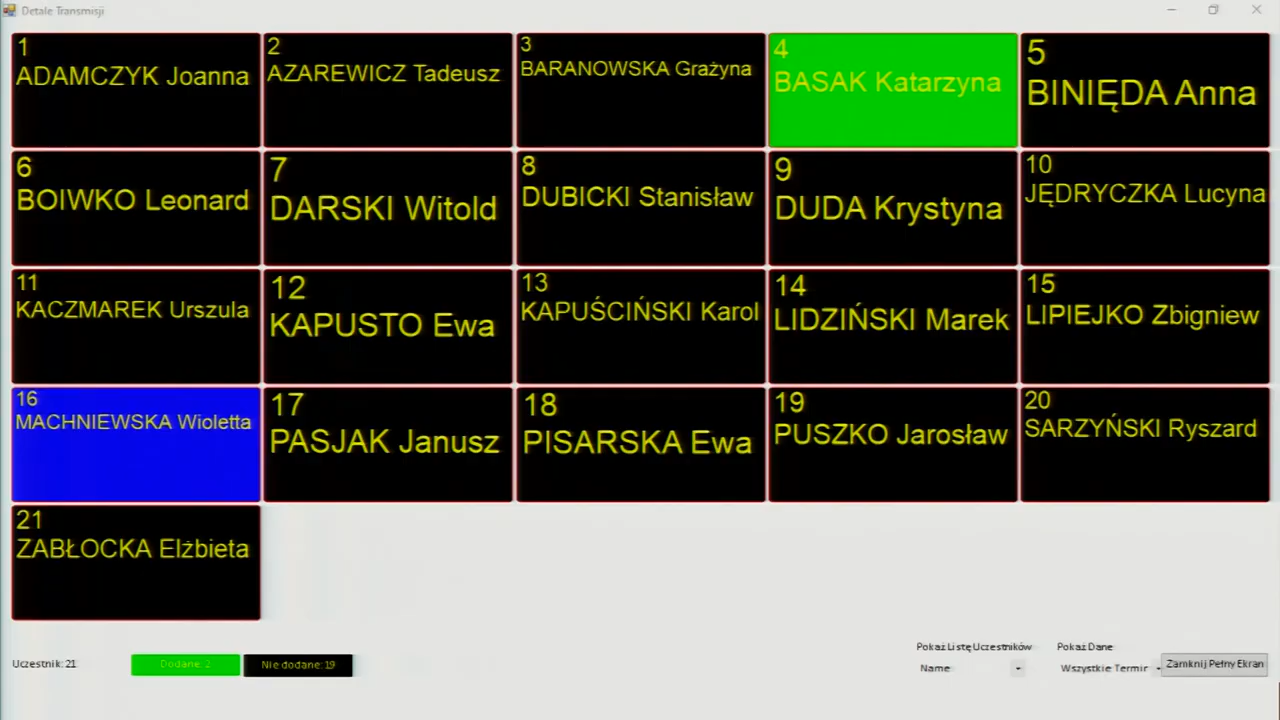 Detale Transmisji
1
ADAMCZYK Joanna
2
AZAREWICZ Tadeusz
3
BARANOWSKA Grażyna
4
BASAK Katarzyna
5
BINIĘDA Anna
6
BOIWKO Leonard
7
DARSKI Witold
8
DUBICKI Stanisław
9
DUDA Krystyna
10
JĘDRYCZKA Lucyna
11
KACZMAREK Urszula
12
KAPUSTO Ewa
13
KAPUŚCIŃSKI Karol
14
LIDZIŃSKI Marek
15
LIPIEJKO Zbigniew
16
MACHNIEWSKA Wioletta
17
PASJAK Janusz
18
PISARSKA Ewa
19
PUSZKO Jarosław
20
SARZYŃSKI Ryszard
21
ZABŁOCKA Elżbieta
Uczestnik: 21
Dodane: 2
Nie dodane: 19
Pokaż Listę Uczestników
Name
Pokaż Dane
Wszystkie Termir
Zamknij Pełny Ekran